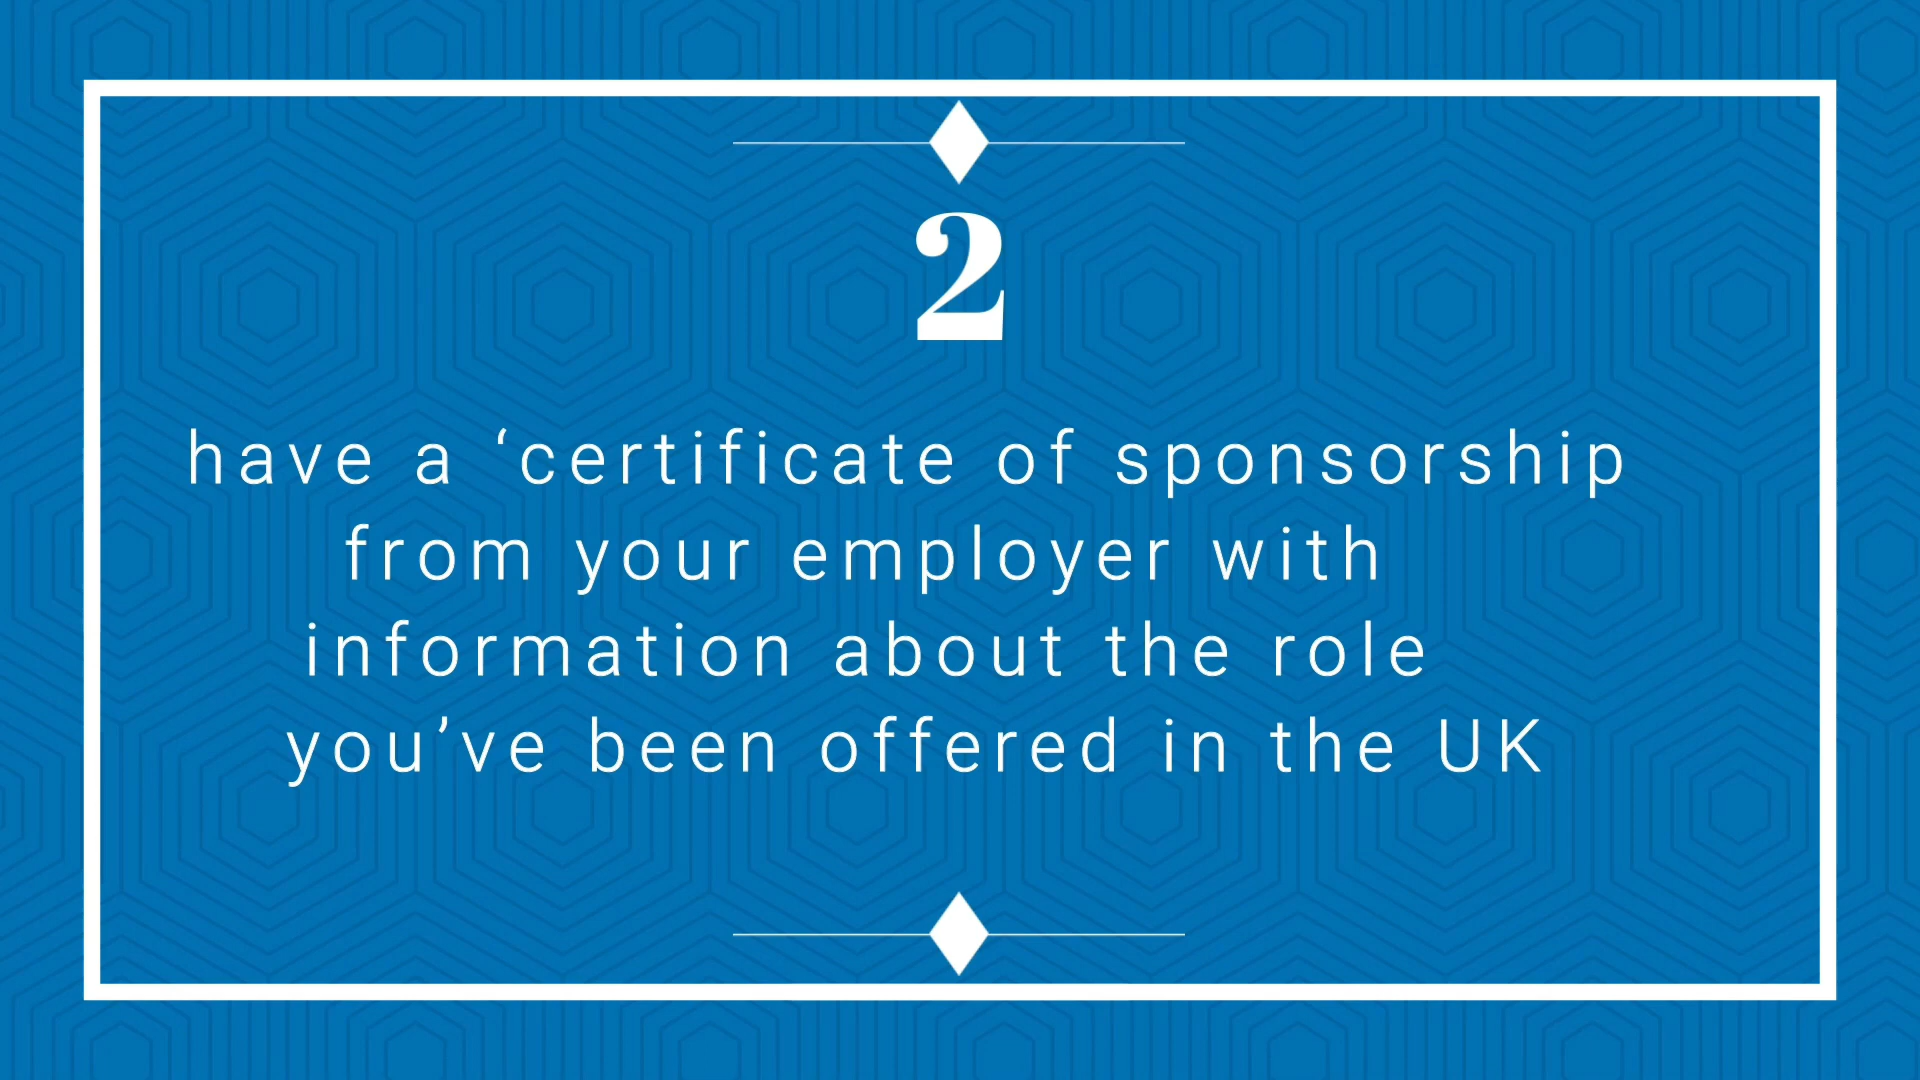 2
have a ‘certificate of sponsorship
from your employer with
information about the role
you’ve been offered in the UK